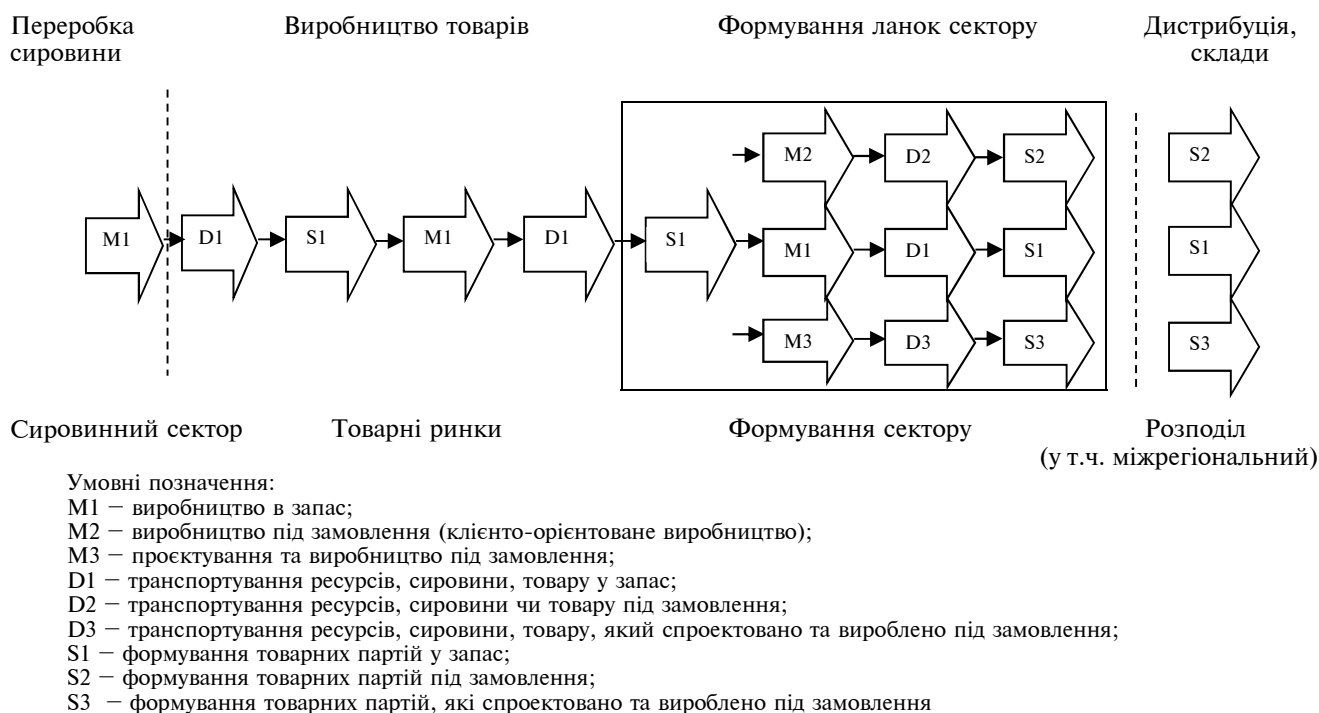 Переробка
сировини
Виробництво товарів
Формування ланок сектору
Дистрибуція,
склади
M2
D2
S2
S2
M1
D1
S1
M1
D1
S1
M1
D1
S1
S1
M3
D3
S3
S3
Сировинний сектор
Товарні ринки
Формування сектору
Розподіл
(у т.ч. міжрегіональний)
Умовні позначення:
M1 – виробництво в запас;
M2 – виробництво під замовлення (клієнто-орієнтоване виробництво);
M3 – проєктування та виробництво під замовлення;
D1 – транспортування ресурсів, сировини, товару у запас;
D2 – транспортування ресурсів, сировини чи товару під замовлення;
D3 – транспортування ресурсів, сировини, товару, який спроектовано та вироблено під замовлення;
S1 – формування товарних партій у запас;
S2 – формування товарних партій під замовлення;
S3 – формування товарних партій, які спроектовано та вироблено під замовлення